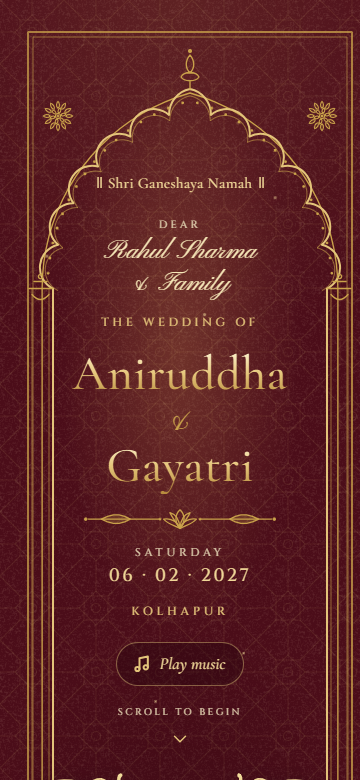 ॥ Shri Ganeshaya Namah ॥
DEAR
Rahul Sharma
& Family
THE WEDDING OF
Aniruddha
&
Gayatri
SATURDAY
06 · 02 · 2027
KOLHAPUR
Play music
SCROLL TO BEGIN